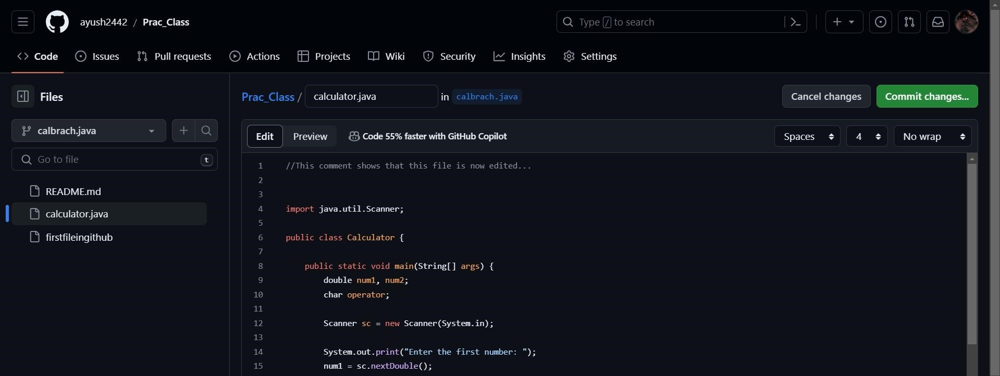 ayush2442 / Prac_Class
Type / to search
Code Issues Pull requests Actions Projects Wiki Security Insights Settings
Files
Prac_Class / calculator.java in calbrach.java
Cancel changes Commit changes...
calbrach.java
Go to file t
README.md
calculator.java
firstfileingithub
Edit Preview Code 55% faster with GitHub Copilot
Spaces 4 No wrap
1 //This comment shows that this file is now edited...
2
3
4 import java.util.Scanner;
5
6 public class Calculator {
7
8 public static void main(String[] args) {
9 double num1, num2;
10 char operator;
11
12 Scanner sc = new Scanner(System.in);
13
14 System.out.print("Enter the first number: ");
15 num1 = sc.nextDouble();